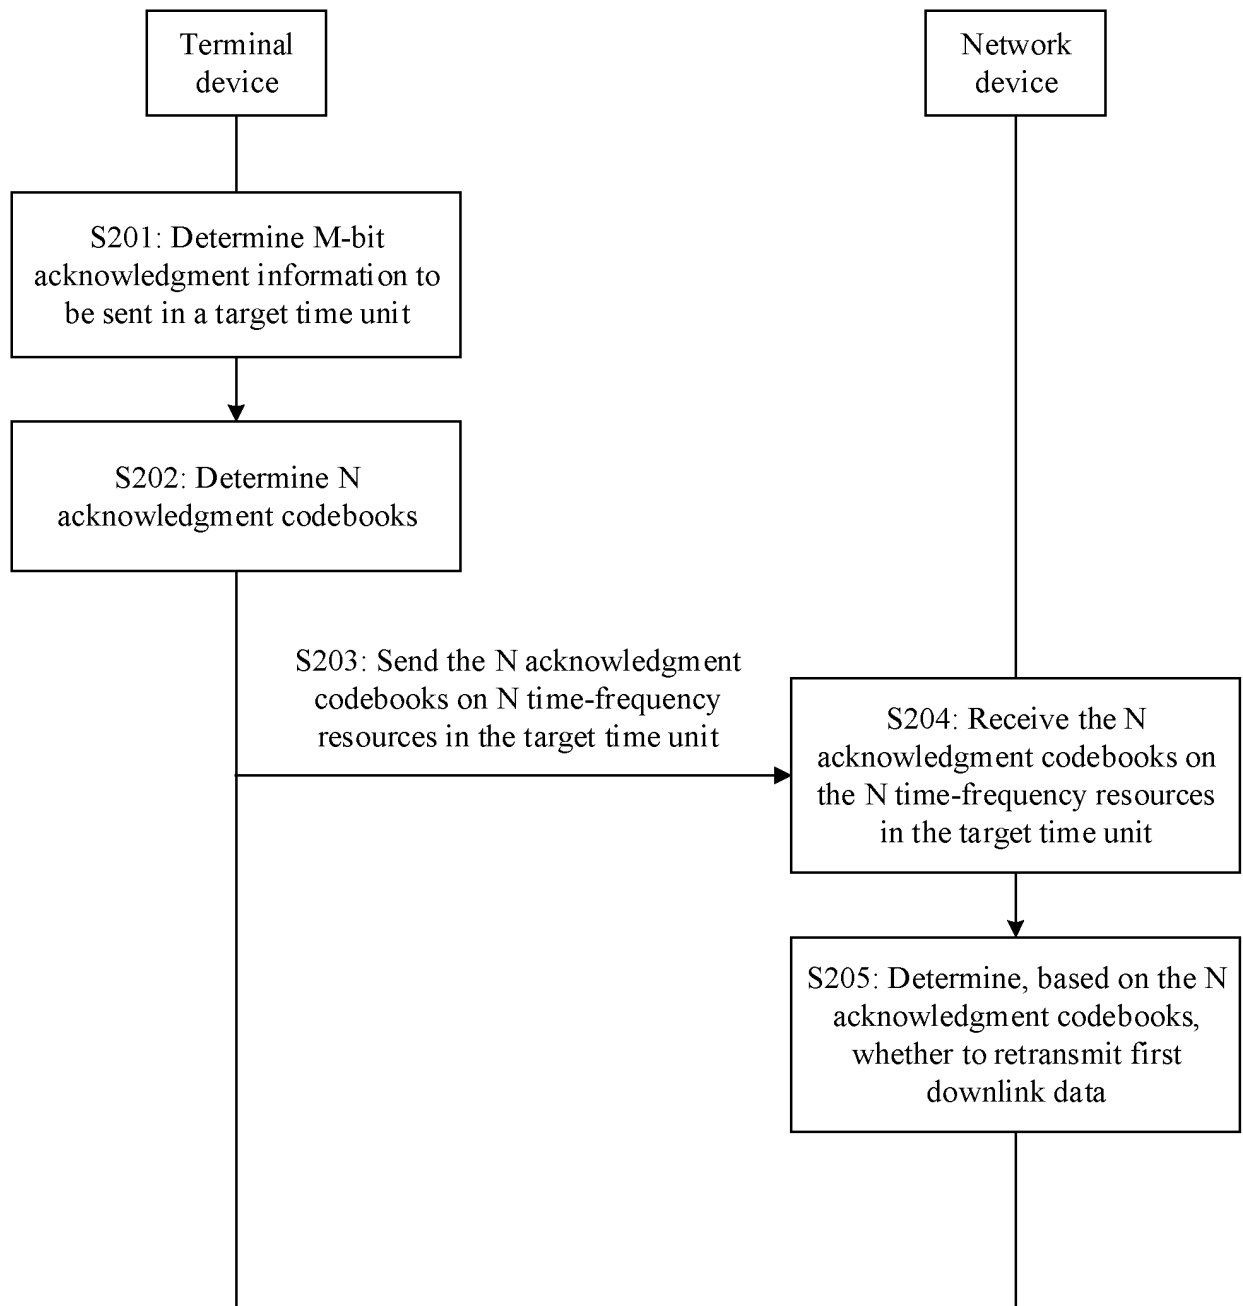 Terminal
device
Network
device
S201: Determine M-bit
acknowledgment information to
be sent in a target time unit
S202: Determine N
acknowledgment codebooks
S203: Send the N acknowledgment
codebooks on N time-frequency
resources in the target time unit
S204: Receive the N
acknowledgment codebooks on
the N time-frequency resources
in the target time unit
S205: Determine, based on the N
acknowledgment codebooks,
whether to retransmit first
downlink data